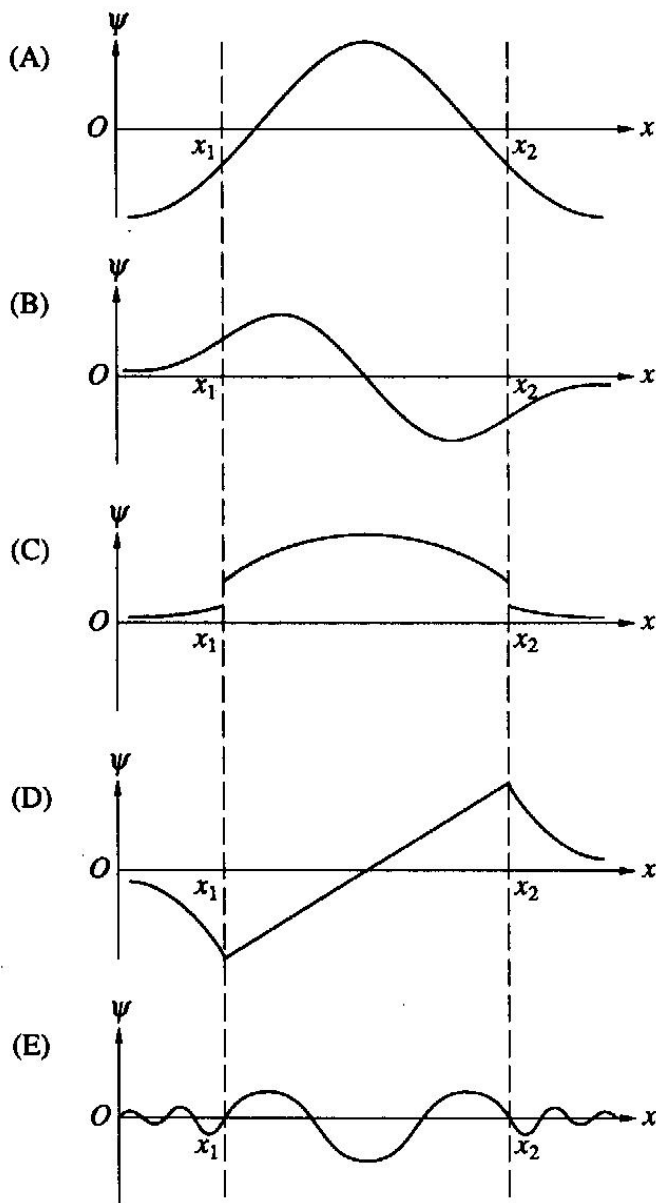 (A)
ψ
O x₁ x₂ x
(B)
ψ
O x₁ x₂ x
(C)
ψ
O x₁ x₂ x
(D)
ψ
O x₁ x₂ x
(E)
ψ
O x₁ x₂ x